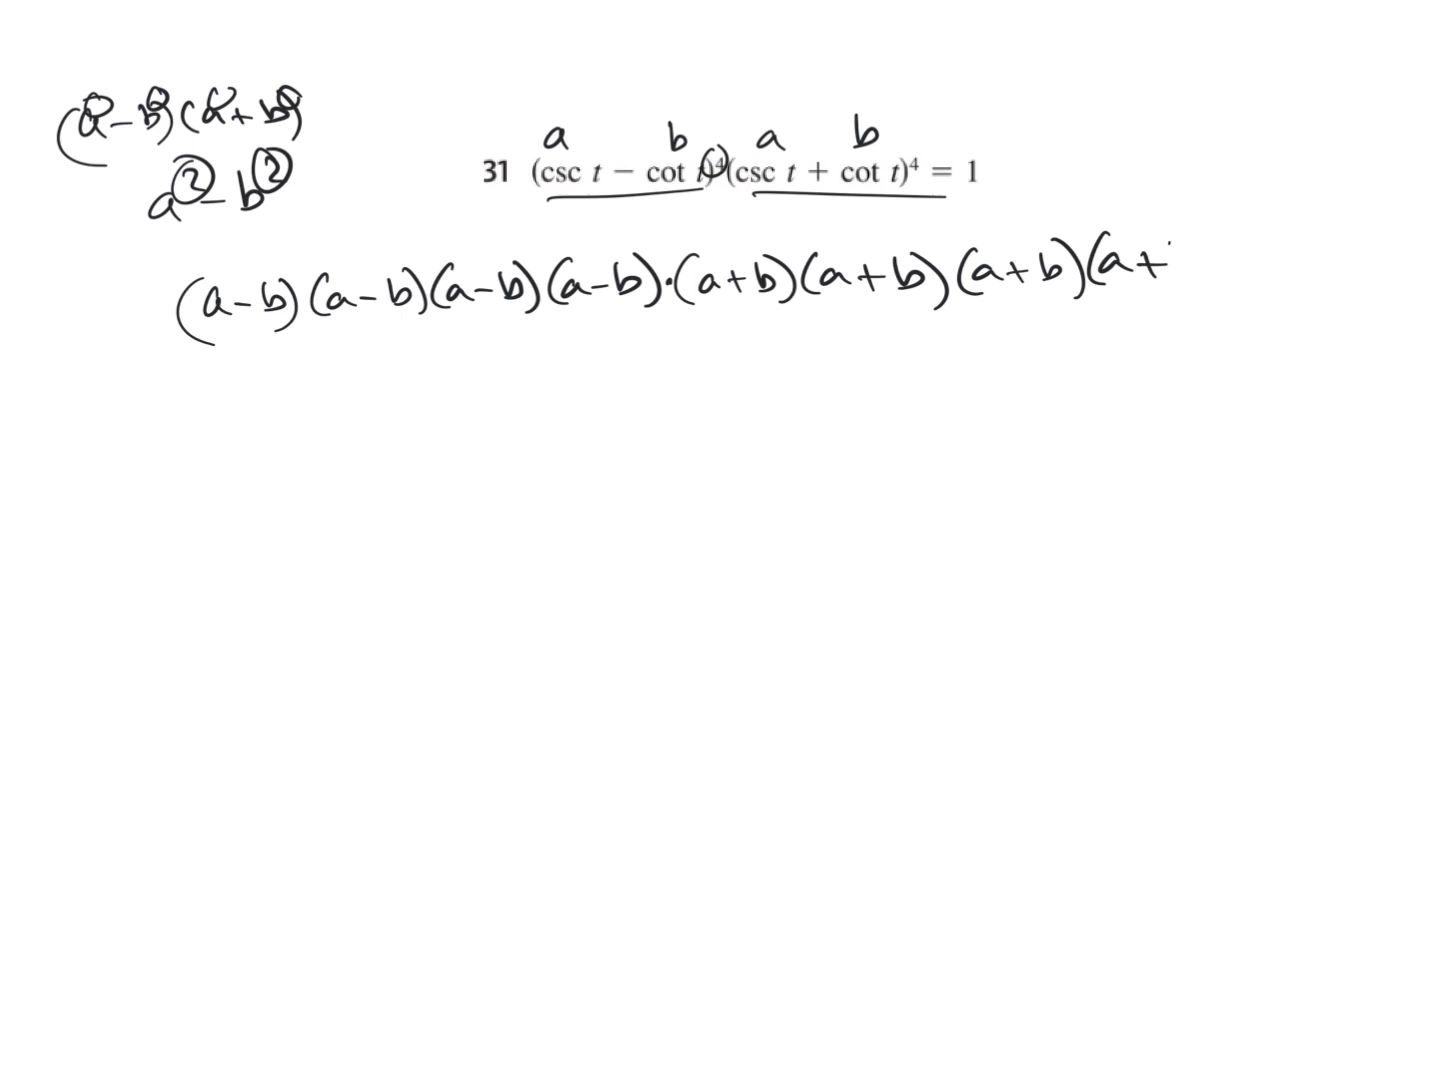 (a-b)(a+b)
a² - b²
a b a b
31 (csc t − cot t)⁴(csc t + cot t)⁴ = 1
(a-b)(a-b)(a-b)(a-b)·(a+b)(a+b)(a+b)(a+